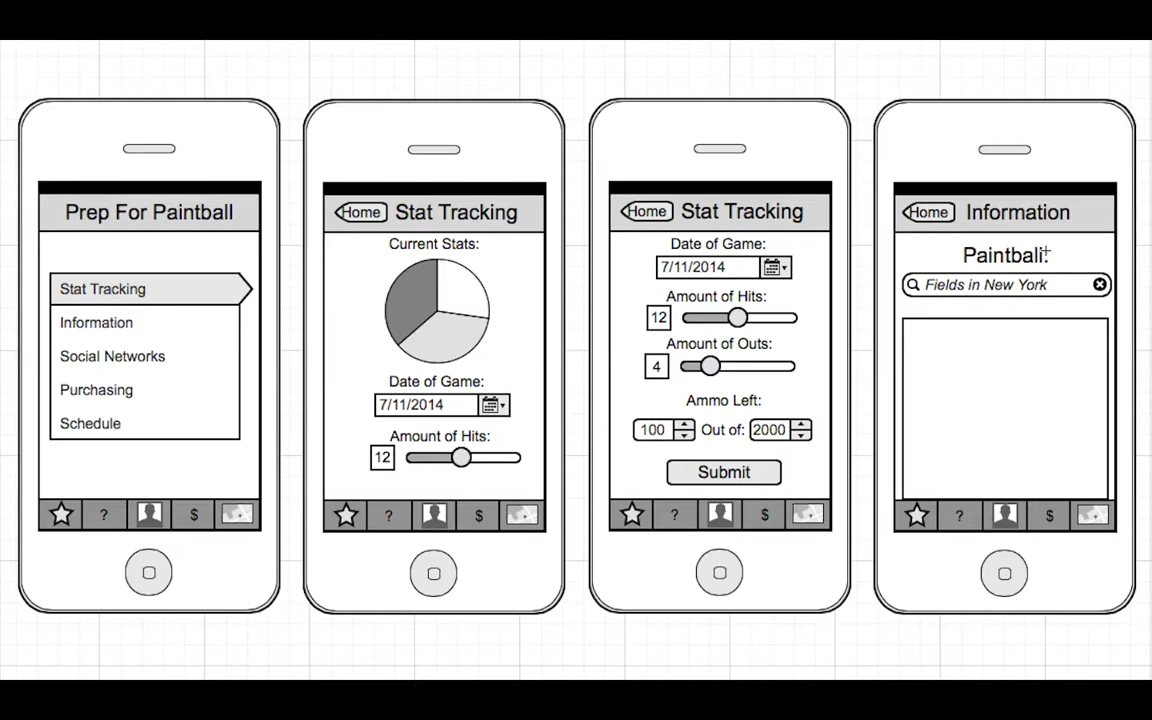 Prep For Paintball
Stat Tracking
Information
Social Networks
Purchasing
Schedule
? $
Home Stat Tracking
Current Stats:
Date of Game:
7/11/2014
Amount of Hits:
12
? $
Home Stat Tracking
Date of Game:
7/11/2014
Amount of Hits:
12
Amount of Outs:
4
Ammo Left:
100 Out of: 2000
Submit
? $
Home Information
Paintball:
Fields in New York
? $